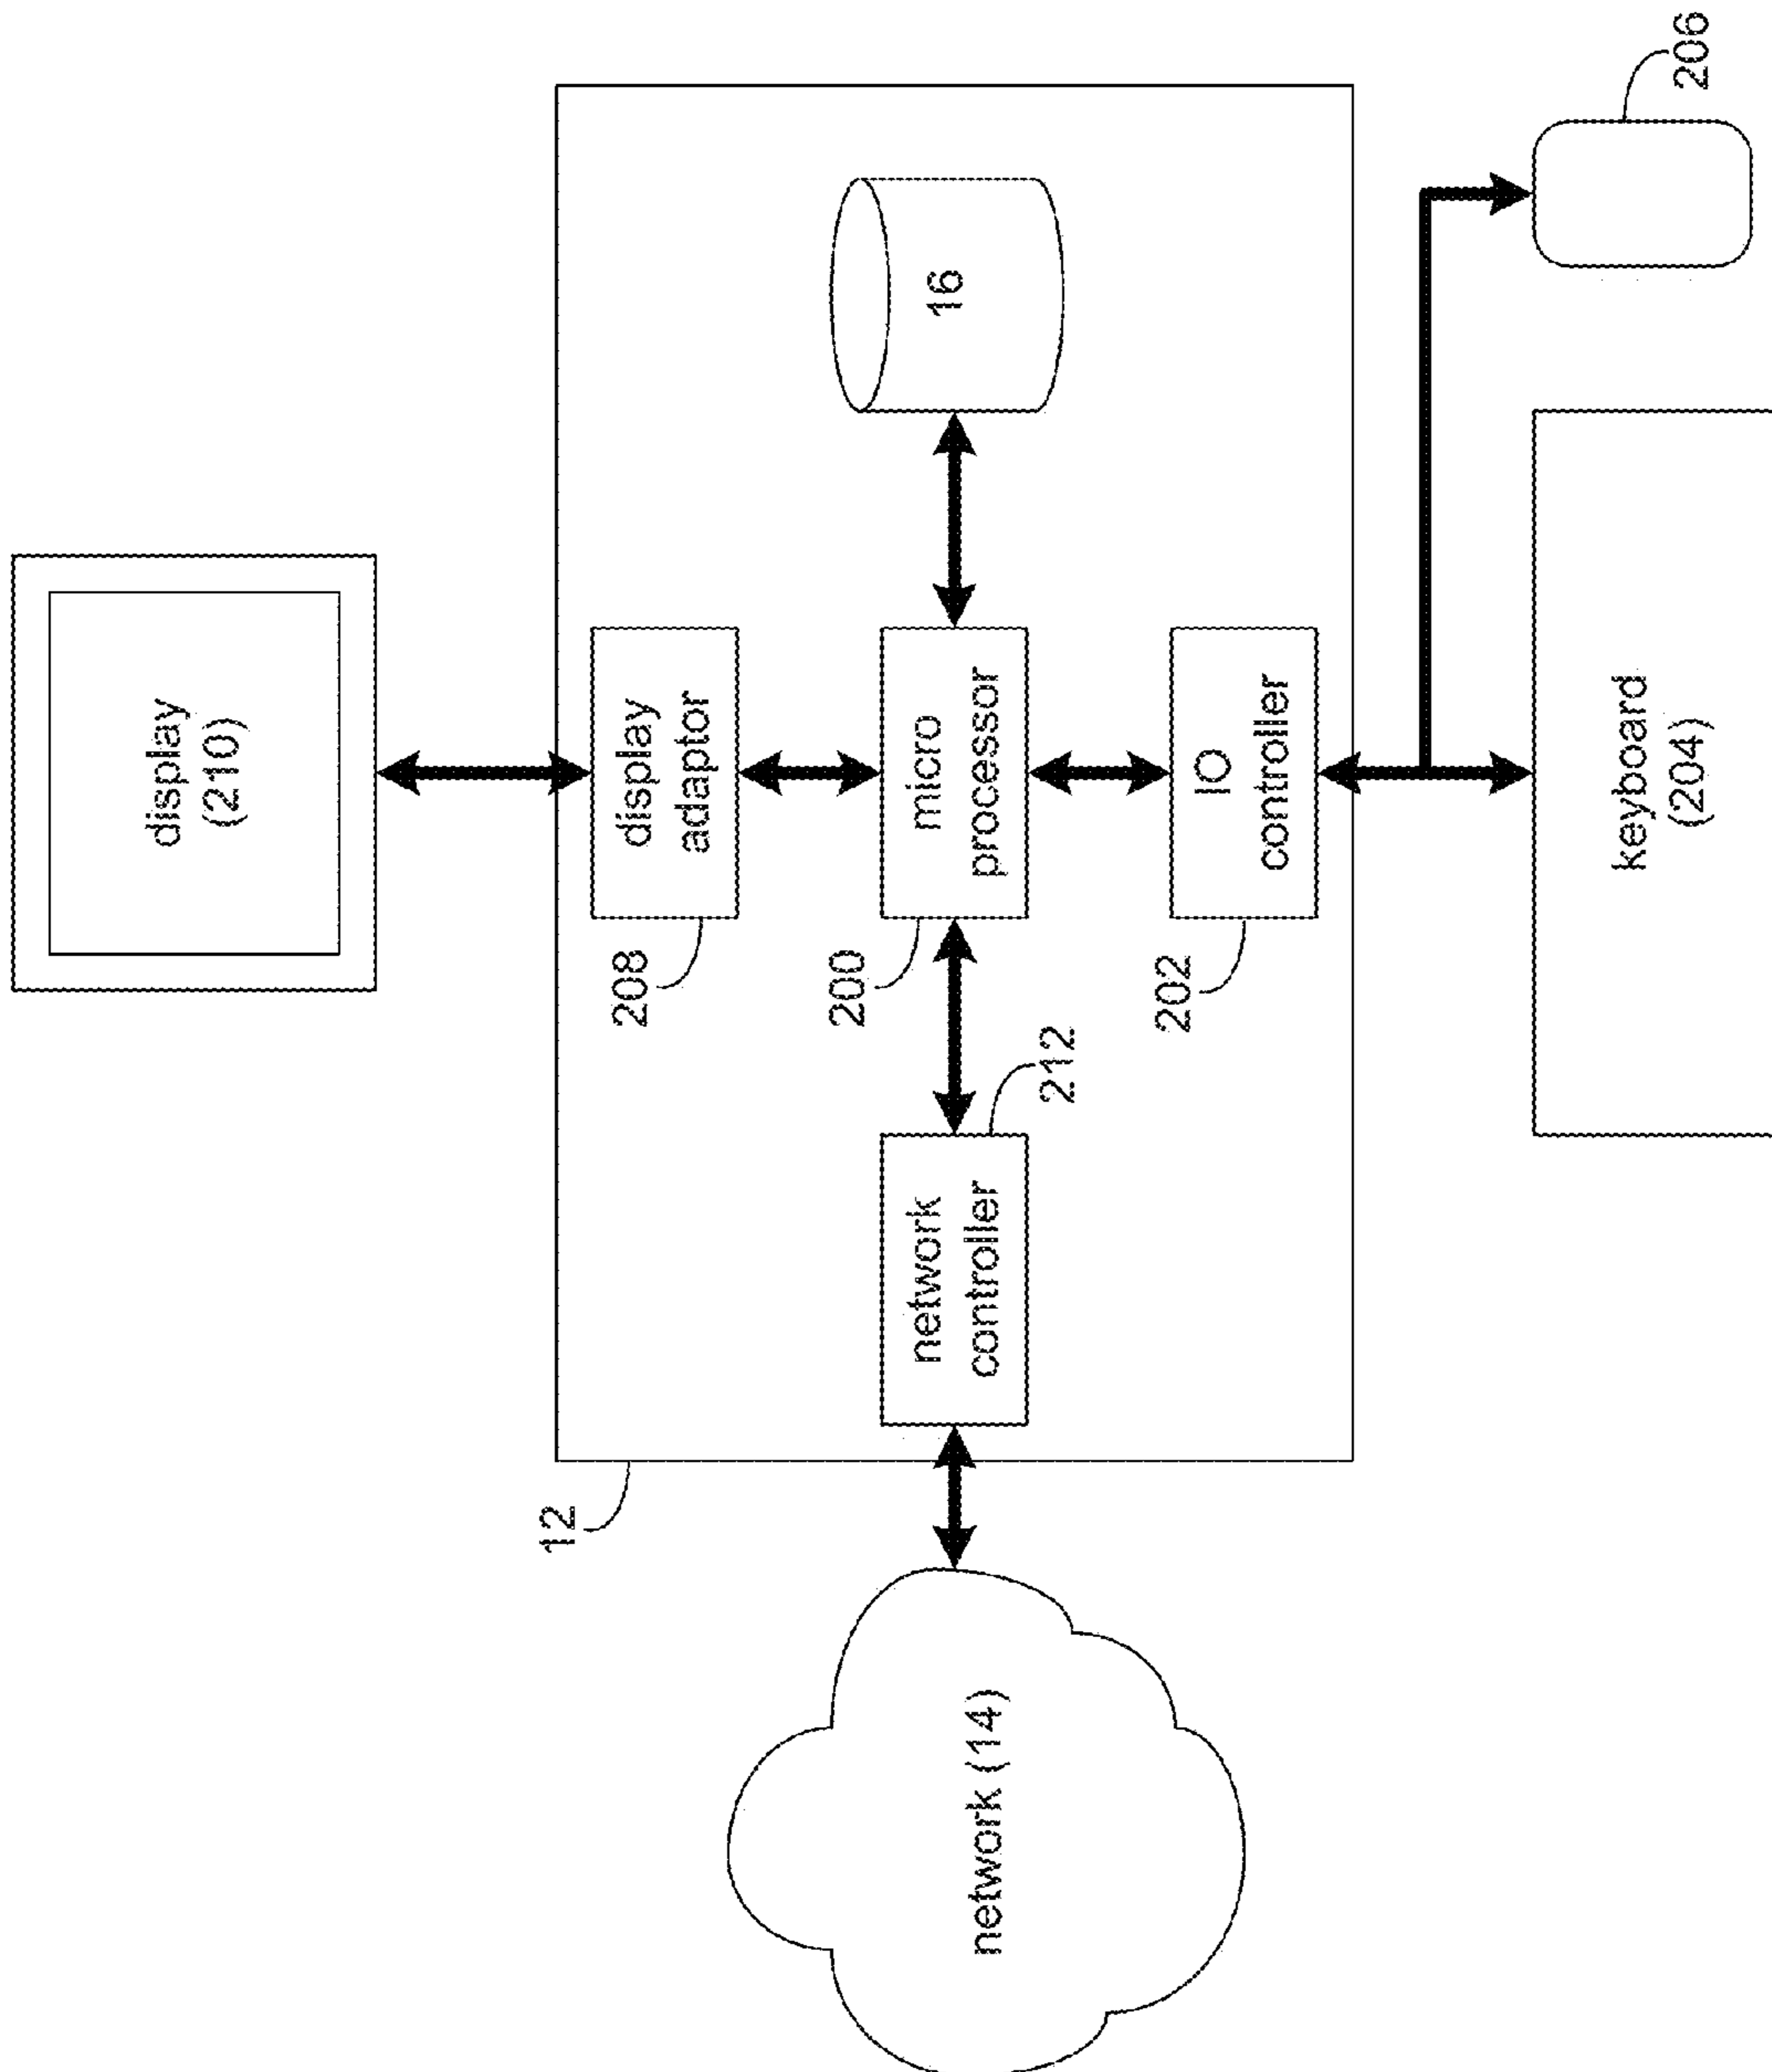 display
(210)
display
adaptor
208
micro
processor
200
16
IO
controller
202
network
controller
212
12
network (14)
keyboard
(204)
206